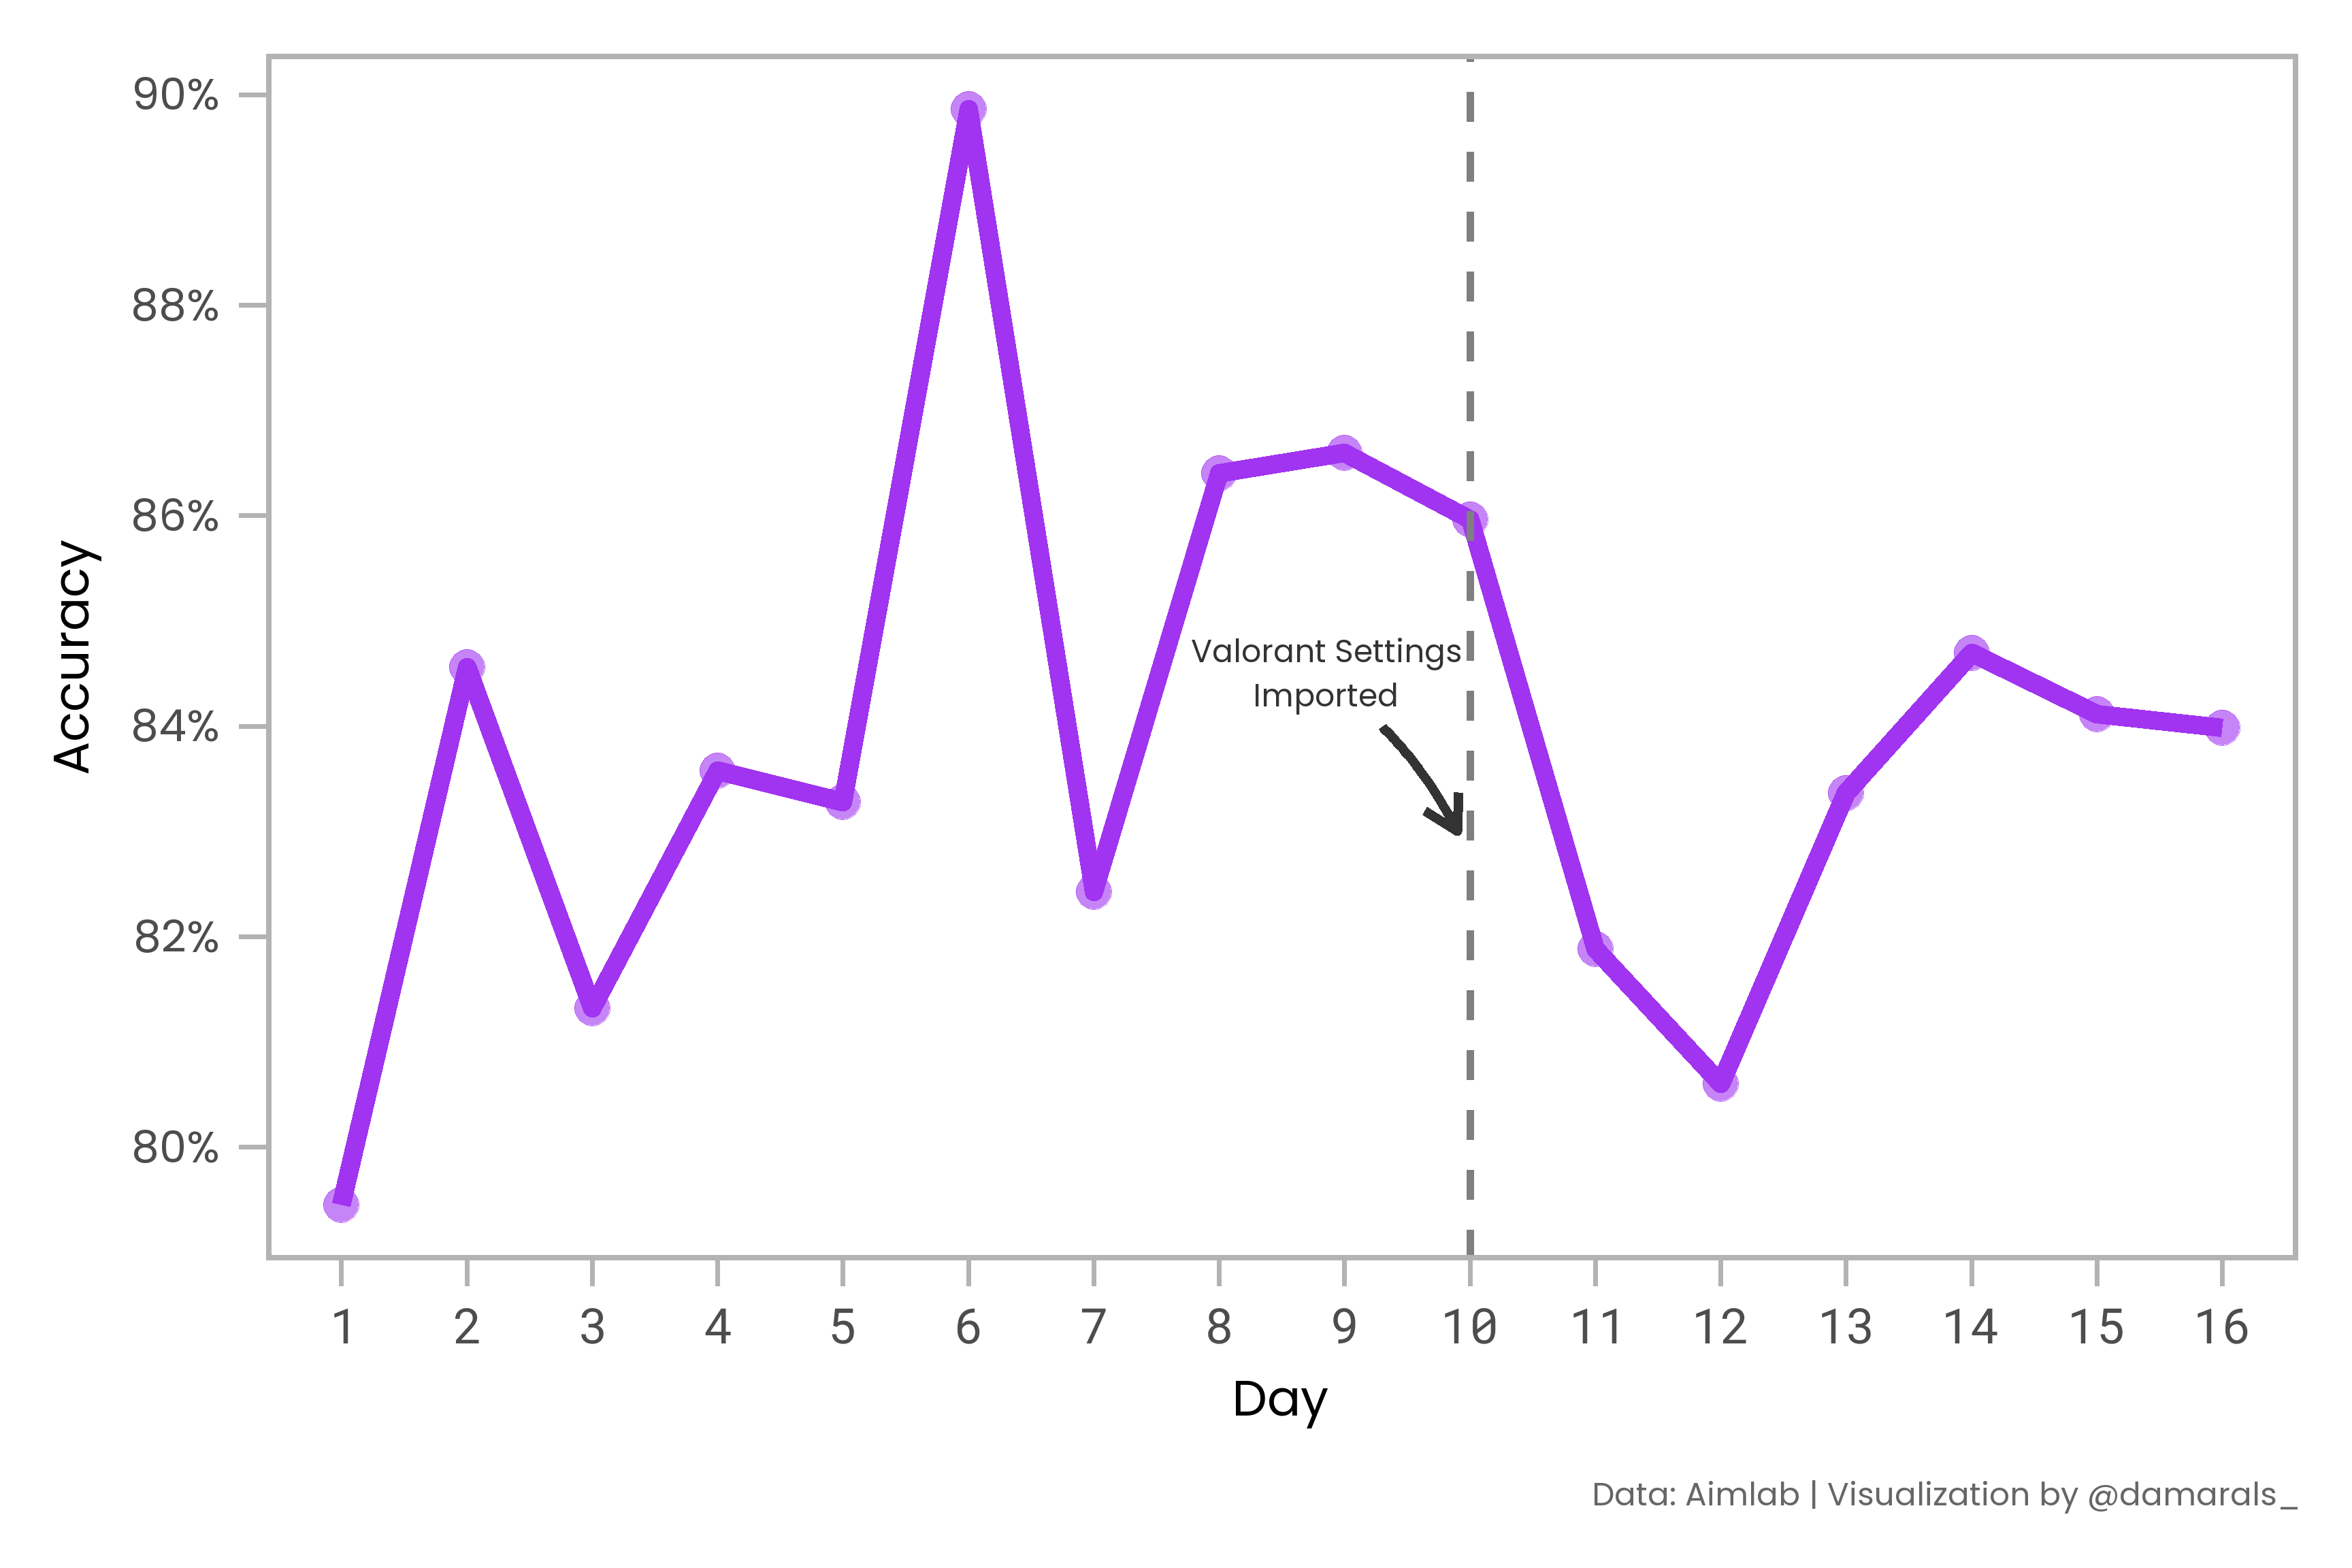 90%
88%
86%
84%
82%
80%
Accuracy
Valorant Settings
Imported
1 2 3 4 5 6 7 8 9 10 11 12 13 14 15 16
Day
Data: Aimlab | Visualization by @damarals_